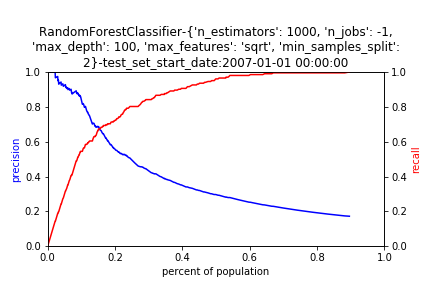 RandomForestClassifier-{'n_estimators': 1000, 'n_jobs': -1,
'max_depth': 100, 'max_features': 'sqrt', 'min_samples_split':
2}-test_set_start_date:2007-01-01 00:00:00
1.0 1.0
0.8 0.8
0.6 0.6
precision recall
0.4 0.4
0.2 0.2
0.0 0.0
0.0 0.2 0.4 0.6 0.8 1.0
percent of population